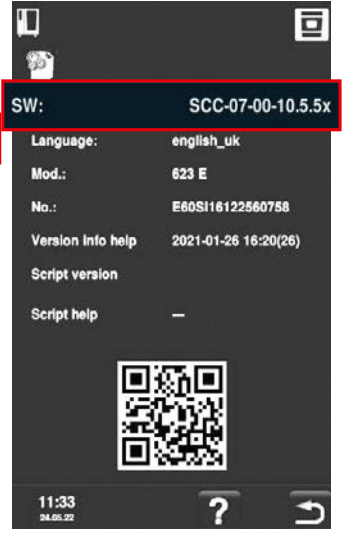 SW: SCC-07-00-10.5.5x
Language: english_uk
Mod.: 623 E
No.: E60SI16122560758
Version info help 2021-01-26 16:20(26)
Script version
Script help —
11:33
24.05.22
?